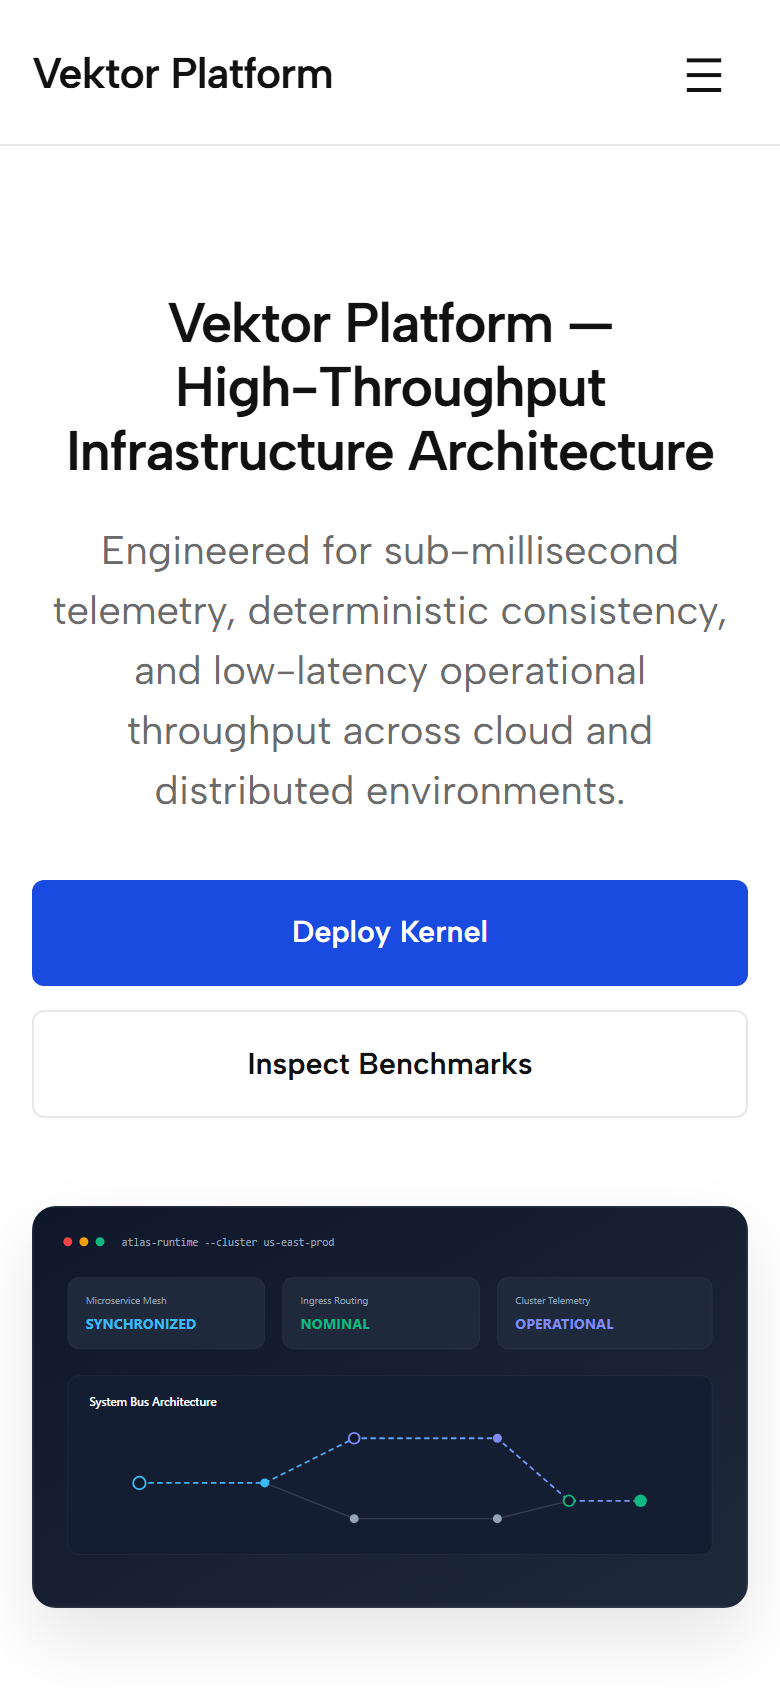 Vektor Platform
Vektor Platform —
High-Throughput
Infrastructure Architecture
Engineered for sub-millisecond
telemetry, deterministic consistency,
and low-latency operational
throughput across cloud and
distributed environments.
Deploy Kernel
Inspect Benchmarks
atlas-runtime --cluster us-east-prod
Microservice Mesh
SYNCHRONIZED
Ingress Routing
NOMINAL
Cluster Telemetry
OPERATIONAL
System Bus Architecture